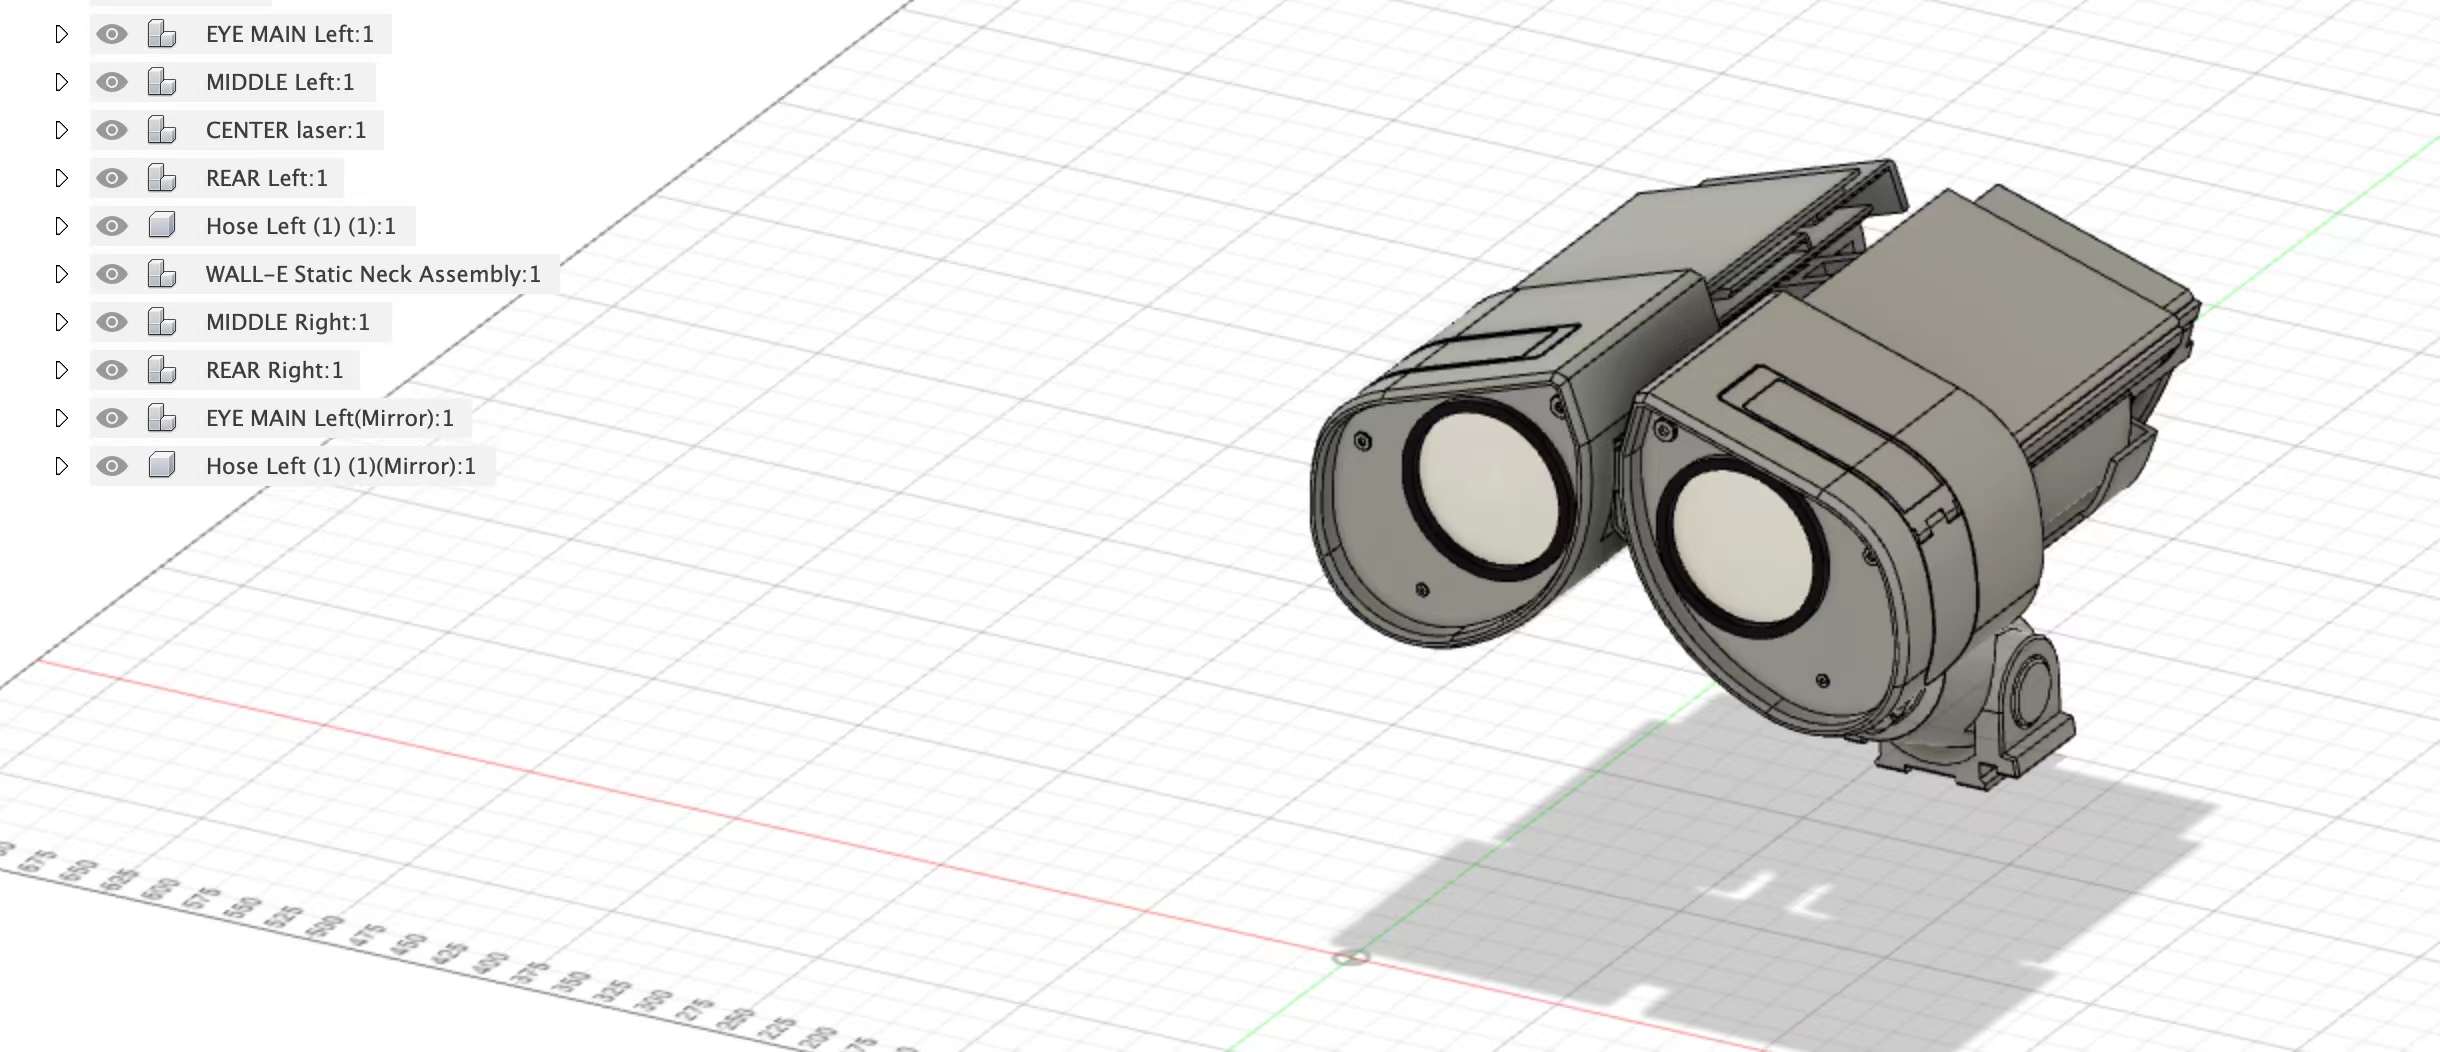 EYE MAIN Left:1
MIDDLE Left:1
CENTER laser:1
REAR Left:1
Hose Left (1) (1):1
WALL-E Static Neck Assembly:1
MIDDLE Right:1
REAR Right:1
EYE MAIN Left(Mirror):1
Hose Left (1) (1)(Mirror):1
675
650
625
600
575
550
525
500
475
450
425
400
375
350
325
300
275
250
225
200